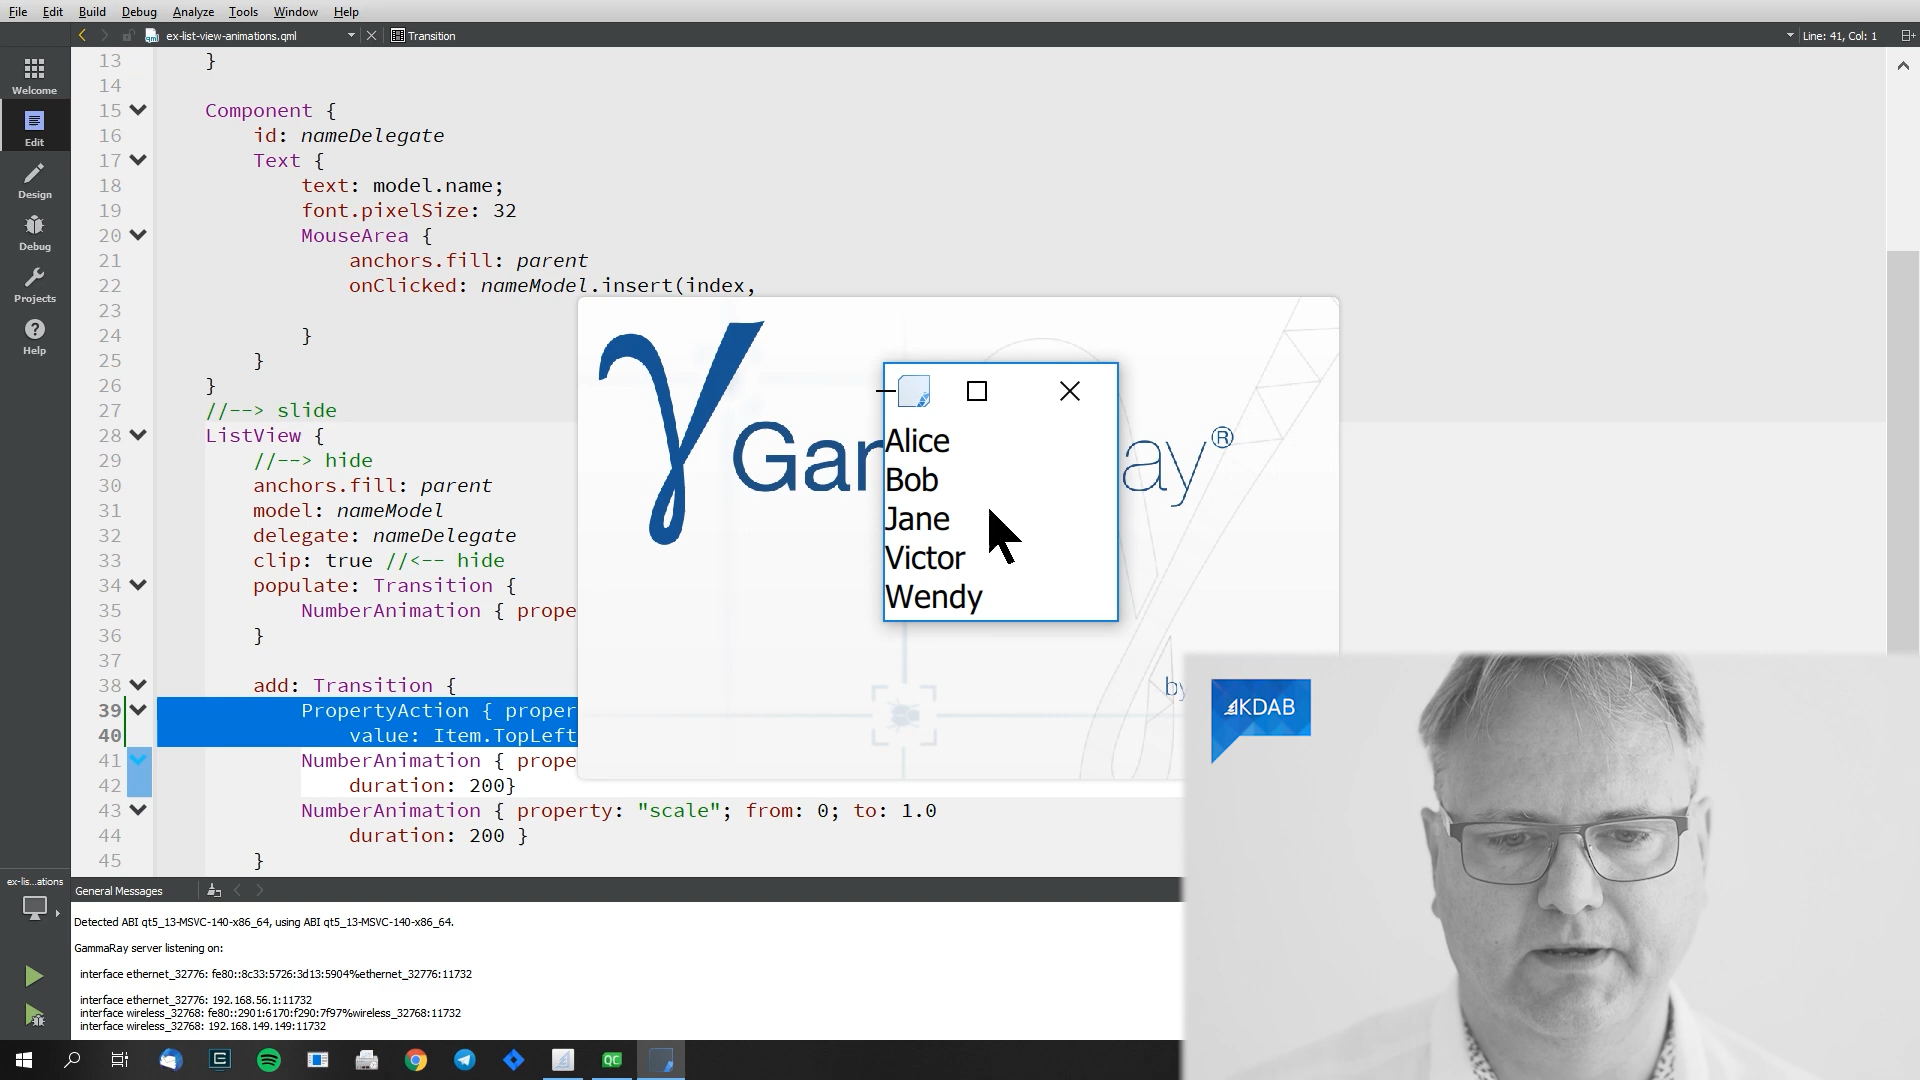 File Edit Build Debug Analyze Tools Window Help
ex-list-view-animations.qml Transition Line: 41, Col: 1
Welcome
Edit
Design
Debug
Projects
Help
13 }
14
15 Component {
16 id: nameDelegate
17 Text {
18 text: model.name;
19 font.pixelSize: 32
20 MouseArea {
21 anchors.fill: parent
22 onClicked: nameModel.insert(index,
23
24 }
25 }
26 }
27 //--> slide
28 ListView {
29 //--> hide
30 anchors.fill: parent
31 model: nameModel
32 delegate: nameDelegate
33 clip: true //<-- hide
34 populate: Transition {
35 NumberAnimation { prope
36 }
37
38 add: Transition {
39 PropertyAction { proper
40 value: Item.TopLeft
41 NumberAnimation { prope
42 duration: 200}
43 NumberAnimation { property: "scale"; from: 0; to: 1.0
44 duration: 200 }
45 }
γ Gam ay®
by
Alice
Bob
Jane
Victor
Wendy
KDAB
ex-lis...ations
General Messages
Detected ABI qt5_13-MSVC-140-x86_64, using ABI qt5_13-MSVC-140-x86_64.
GammaRay server listening on:
interface ethernet_32776: fe80::8c33:5726:3d13:5904%ethernet_32776:11732
interface ethernet_32776: 192.168.56.1:11732
interface wireless_32768: fe80::2901:6170:f290:7f97%wireless_32768:11732
interface wireless_32768: 192.168.149.149:11732
QC